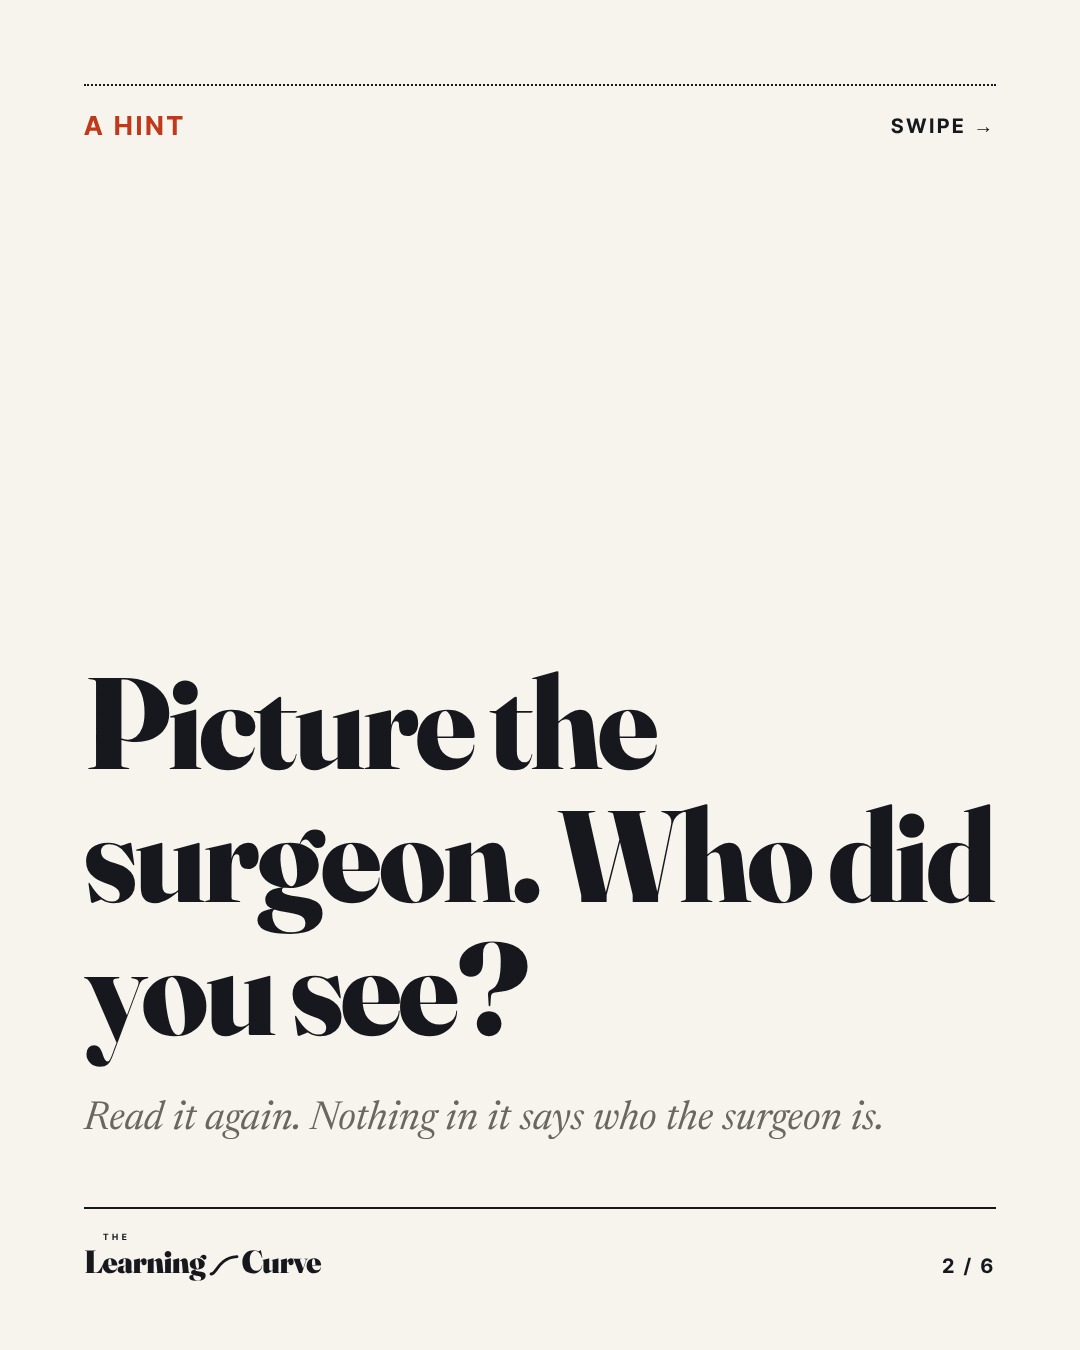 A HINT
SWIPE →
Picture the
surgeon. Who did
you see?
Read it again. Nothing in it says who the surgeon is.
THE
Learning Curve
2 / 6